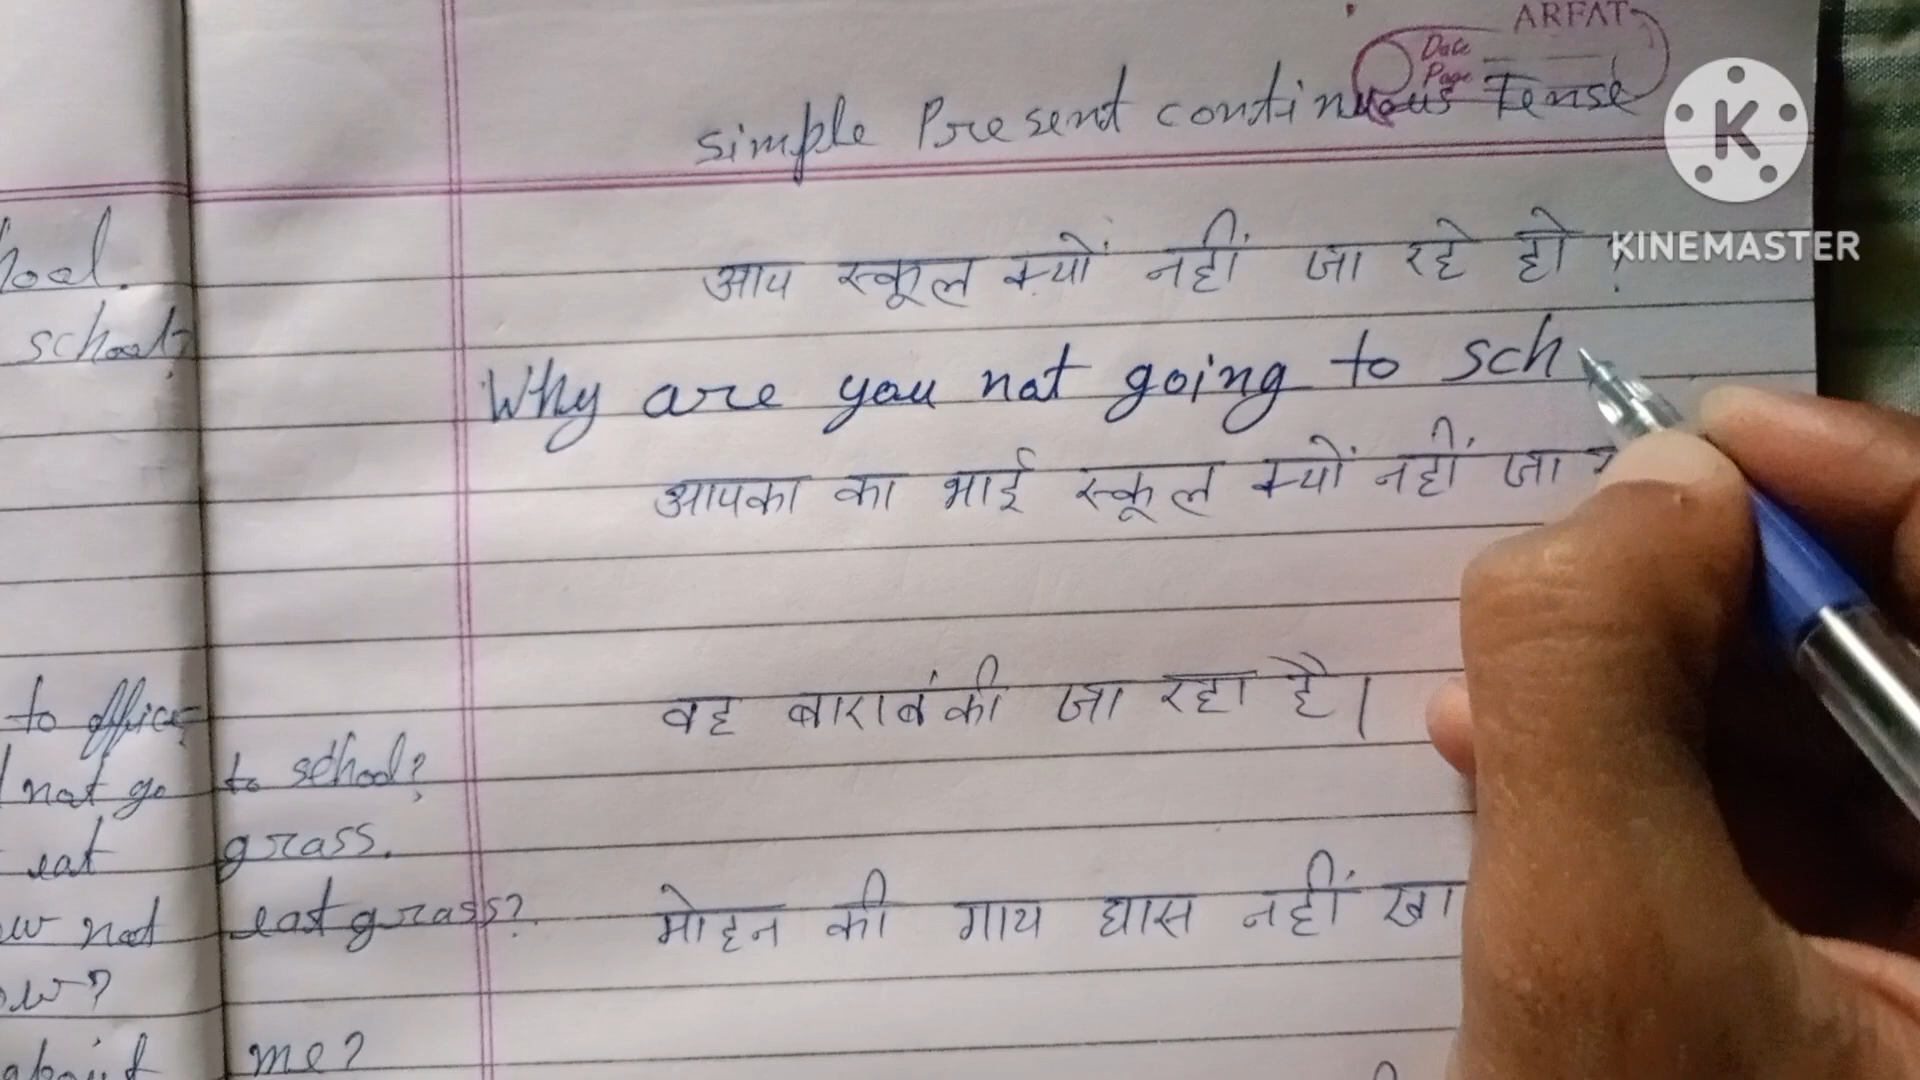 ARFAT
Date
Page
simple Present continuous Tense
KINEMASTER
आप स्कूल क्यों नहीं जा रहे हो ?
Why are you not going to sch
आपका का भाई स्कूल क्यों नहीं जा
वह बाराबंकी जा रहा है।
मोहन की गाय घास नहीं खा
school?
to office
not go to school?
eat grass.
not eat grass?
about me?